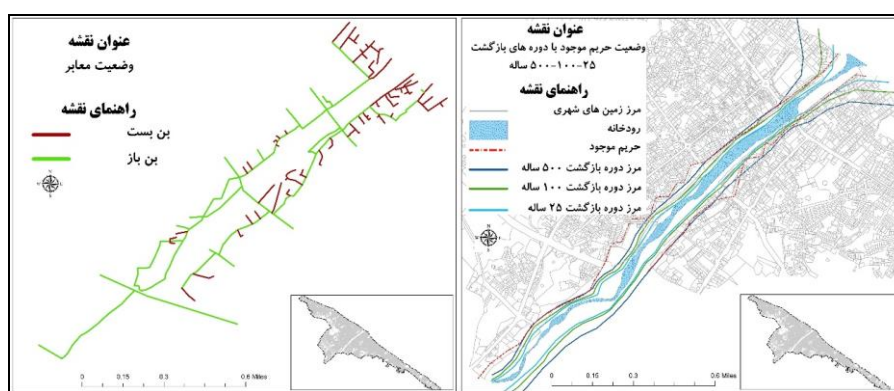 عنوان نقشه
وضعیت معابر
راهنمای نقشه
بن بست
بن باز
0 0.15 0.3 0.6 Miles
عنوان نقشه
وضعیت حریم موجود با دوره های بازگشت
۲۵-۱۰۰-۵۰۰ ساله
راهنمای نقشه
مرز زمین های شهری
رودخانه
حریم موجود
مرز دوره بازگشت ۵۰۰ ساله
مرز دوره بازگشت ۱۰۰ ساله
مرز دوره بازگشت ۲۵ ساله
0 0.15 0.3 0.6 Miles